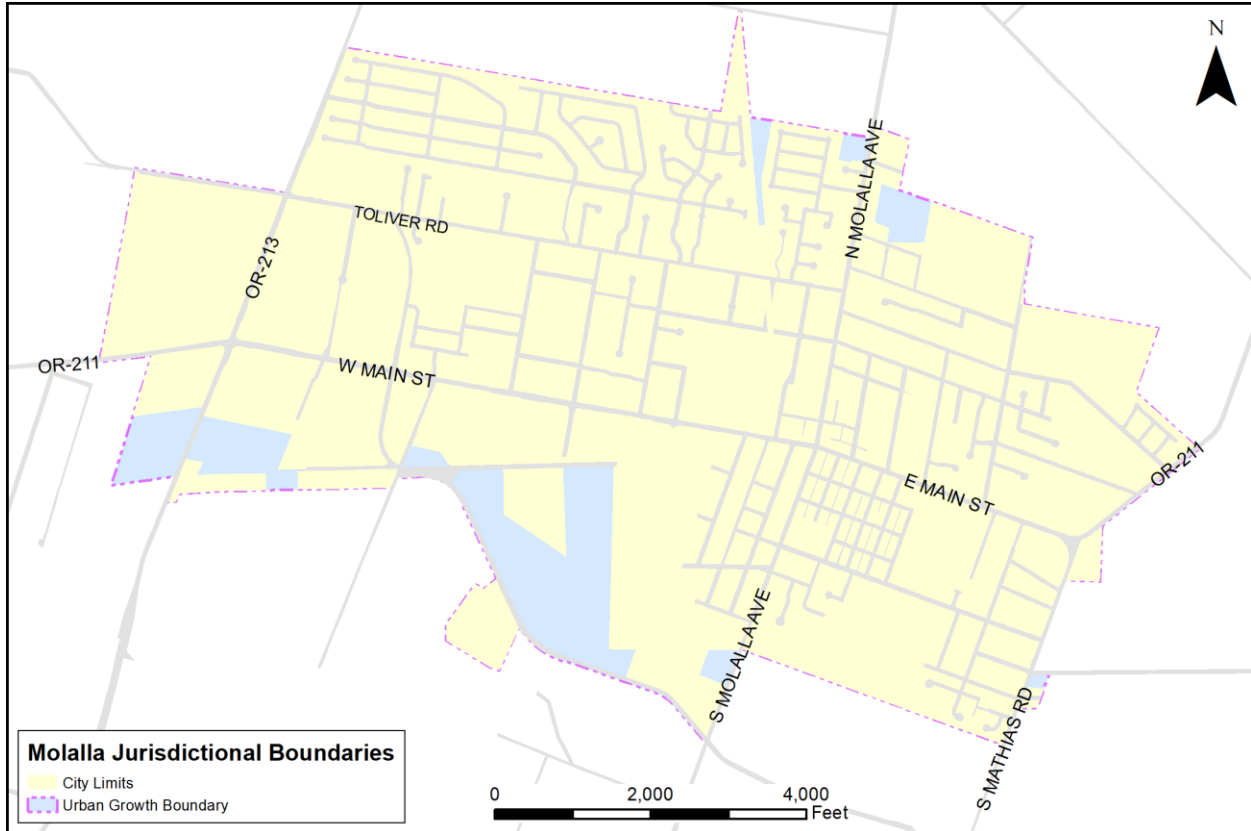 N
N MOLALLA AVE
TOLIVER RD
OR-213
OR-211
W MAIN ST
OR-211
E MAIN ST
S MOLALLA AVE
S MATHIAS RD
Molalla Jurisdictional Boundaries
City Limits
Urban Growth Boundary
0 2,000 4,000
Feet